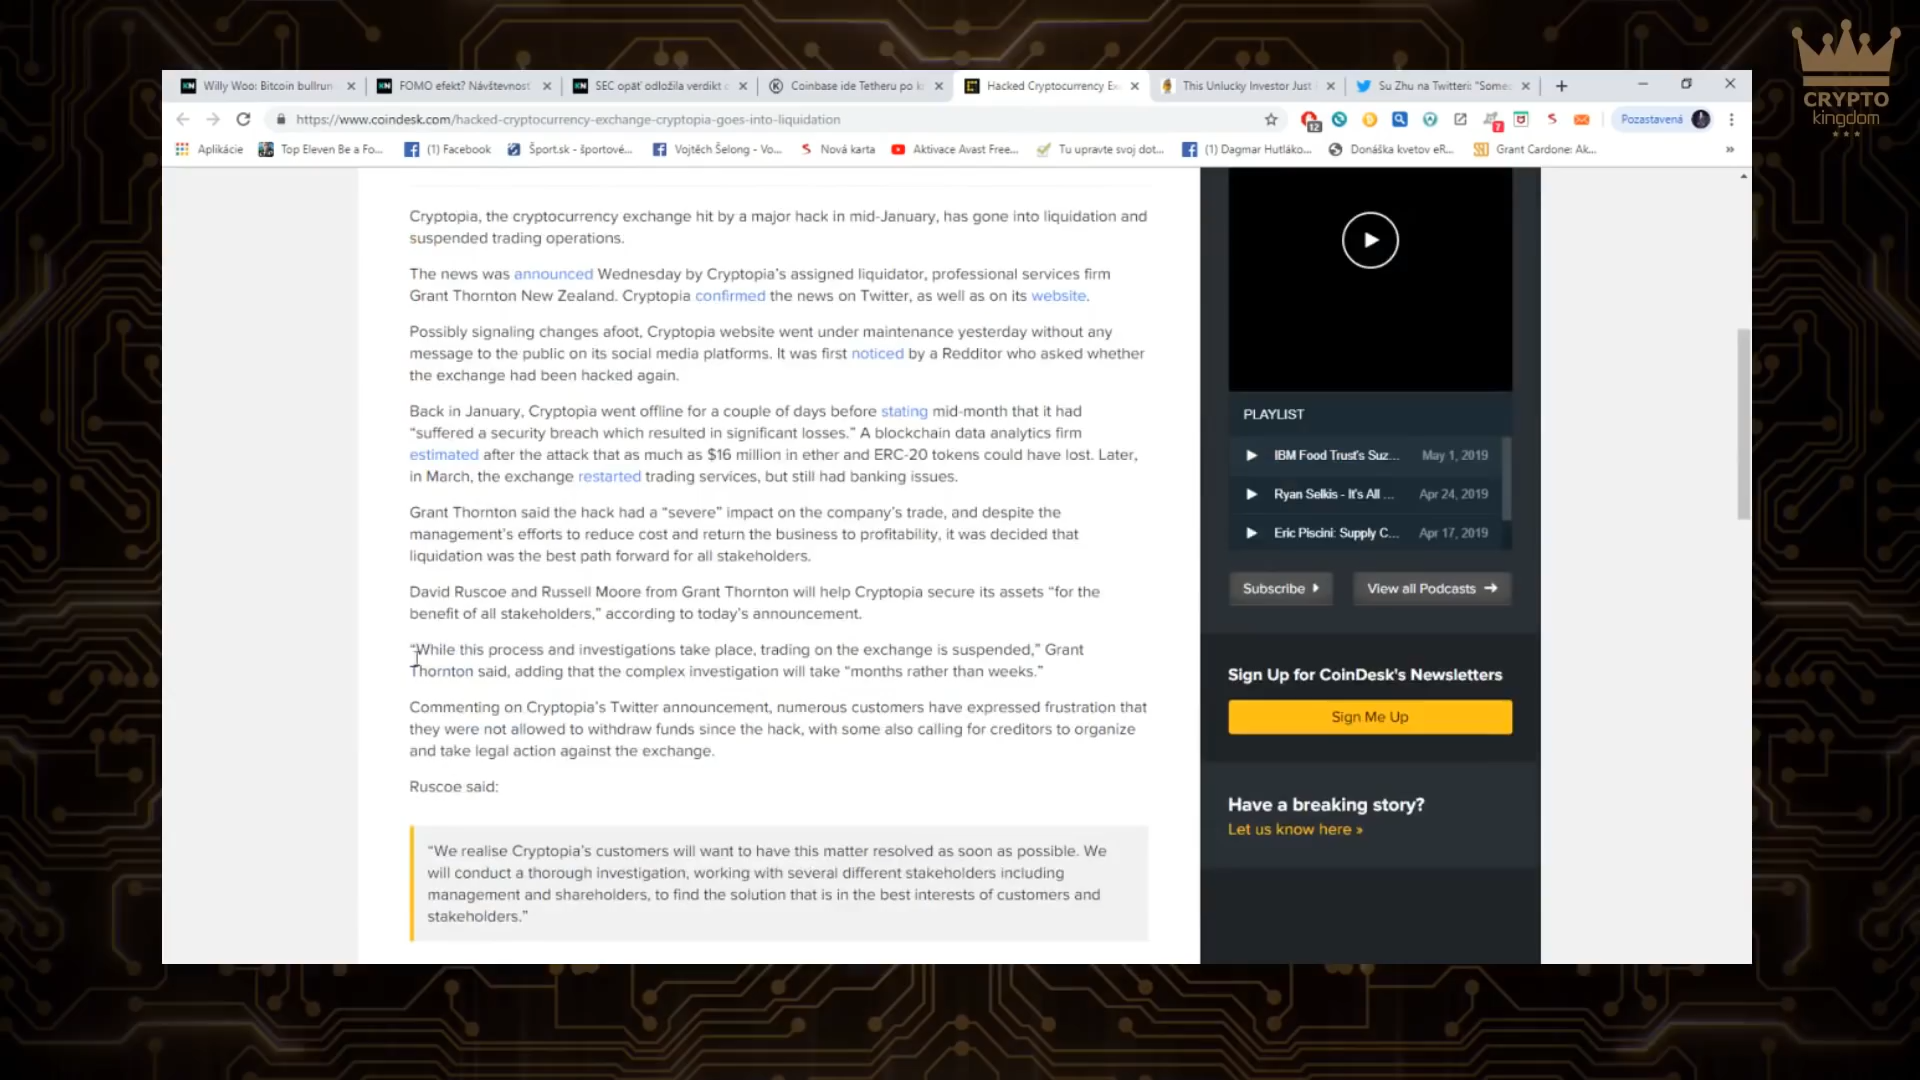 CRYPTO
kingdom
Willy Woo: Bitcoin bullrun
FOMO efekt? Návštevnosť
SEC opäť odložila verdikt
Coinbase ide Tetheru po k
Hacked Cryptocurrency Ex
This Unlucky Investor Just
Su Zhu na Twitteri: "Some
https://www.coindesk.com/hacked-cryptocurrency-exchange-cryptopia-goes-into-liquidation
12
7
Pozastavená
Aplikácie
Top Eleven Be a Fo...
(1) Facebook
Šport.sk - športové...
Vojtěch Šelong - Vo...
Nová karta
Aktivace Avast Free...
Tu upravte svoj dot...
(1) Dagmar Hutláko...
Donáška kvetov eR...
Grant Cardone: Ak...
»
Cryptopia, the cryptocurrency exchange hit by a major hack in mid-January, has gone into liquidation and
suspended trading operations.
The news was announced Wednesday by Cryptopia's assigned liquidator, professional services firm
Grant Thornton New Zealand. Cryptopia confirmed the news on Twitter, as well as on its website.
Possibly signaling changes afoot, Cryptopia website went under maintenance yesterday without any
message to the public on its social media platforms. It was first noticed by a Redditor who asked whether
the exchange had been hacked again.
Back in January, Cryptopia went offline for a couple of days before stating mid-month that it had
“suffered a security breach which resulted in significant losses.” A blockchain data analytics firm
estimated after the attack that as much as $16 million in ether and ERC-20 tokens could have lost. Later,
in March, the exchange restarted trading services, but still had banking issues.
Grant Thornton said the hack had a “severe” impact on the company's trade, and despite the
management's efforts to reduce cost and return the business to profitability, it was decided that
liquidation was the best path forward for all stakeholders.
David Ruscoe and Russell Moore from Grant Thornton will help Cryptopia secure its assets “for the
benefit of all stakeholders,” according to today's announcement.
“While this process and investigations take place, trading on the exchange is suspended,” Grant
Thornton said, adding that the complex investigation will take “months rather than weeks.”
Commenting on Cryptopia's Twitter announcement, numerous customers have expressed frustration that
they were not allowed to withdraw funds since the hack, with some also calling for creditors to organize
and take legal action against the exchange.
Ruscoe said:
“We realise Cryptopia's customers will want to have this matter resolved as soon as possible. We
will conduct a thorough investigation, working with several different stakeholders including
management and shareholders, to find the solution that is in the best interests of customers and
stakeholders.”
PLAYLIST
IBM Food Trust's Suz... May 1, 2019
Ryan Selkis - It's All ... Apr 24, 2019
Eric Piscini: Supply C... Apr 17, 2019
Subscribe
View all Podcasts
Sign Up for CoinDesk's Newsletters
Sign Me Up
Have a breaking story?
Let us know here »